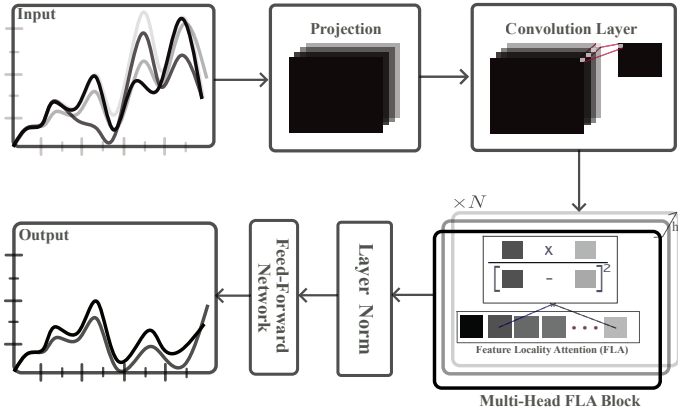 Input
Projection
Convolution Layer
×N
h
x
[ - ]2
Feature Locality Attention (FLA)
Multi-Head FLA Block
Layer Norm
Feed-Forward
Network
Output